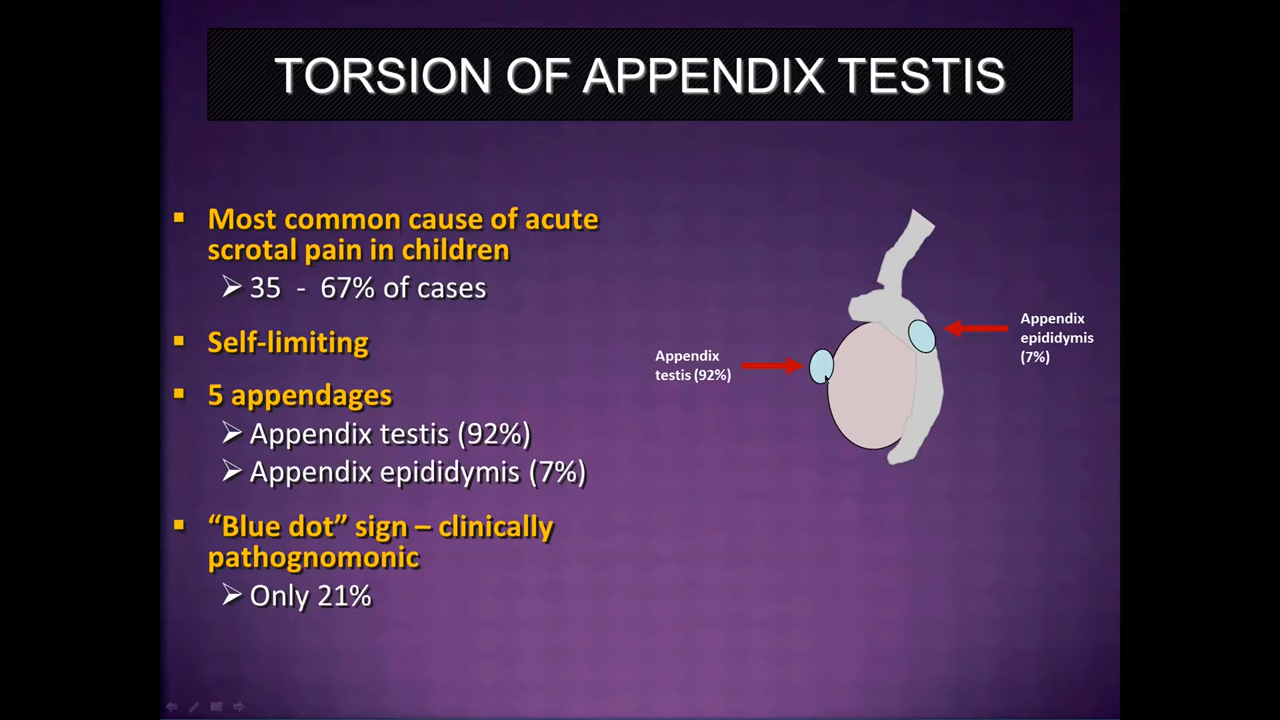 TORSION OF APPENDIX TESTIS
▪ Most common cause of acute
scrotal pain in children
➢ 35 - 67% of cases
▪ Self-limiting
▪ 5 appendages
➢ Appendix testis (92%)
➢ Appendix epididymis (7%)
▪ “Blue dot” sign – clinically
pathognomonic
➢ Only 21%
Appendix
testis (92%)
Appendix
epididymis
(7%)